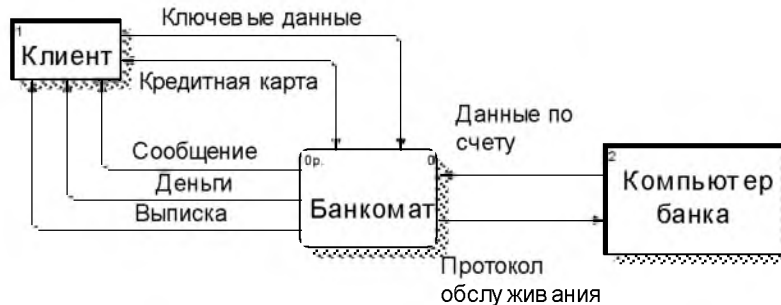 Ключевые данные
1
Клиент
Кредитная карта
Данные по
счету
Сообщение
0р.
0
2
Деньги
Компьютер
Выписка
Банкомат
банка
Протокол
обслуживания